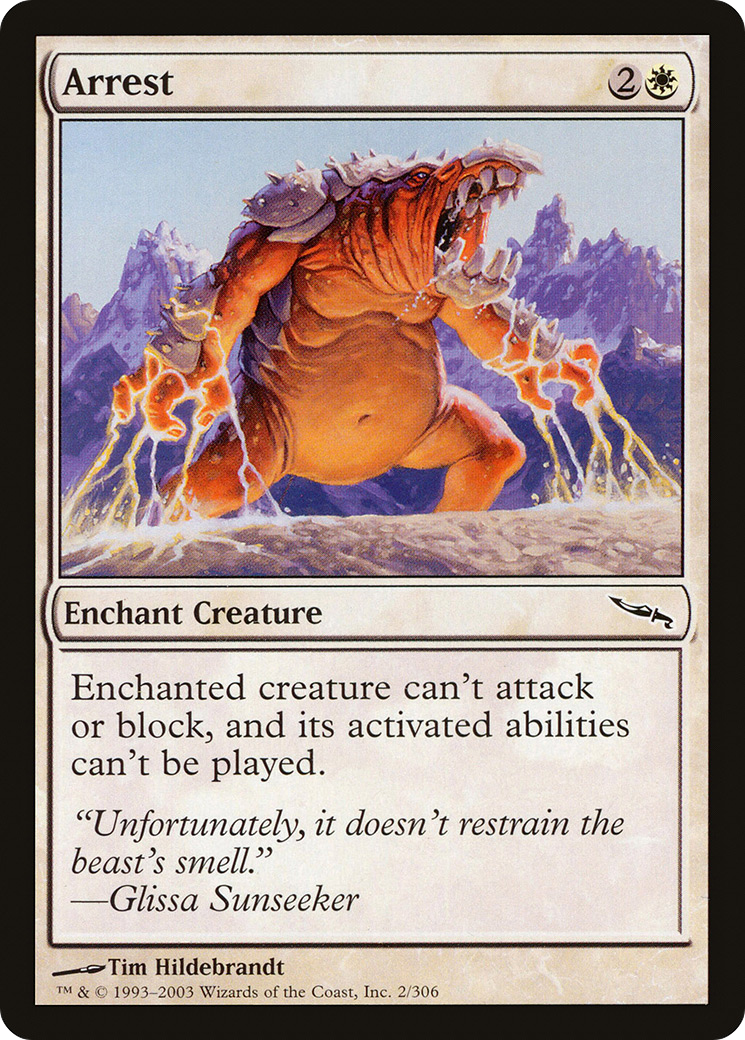 Arrest
2
Enchant Creature
Enchanted creature can't attack
or block, and its activated abilities
can't be played.
"Unfortunately, it doesn't restrain the
beast's smell."
—Glissa Sunseeker
Tim Hildebrandt
™ & © 1993–2003 Wizards of the Coast, Inc. 2/306